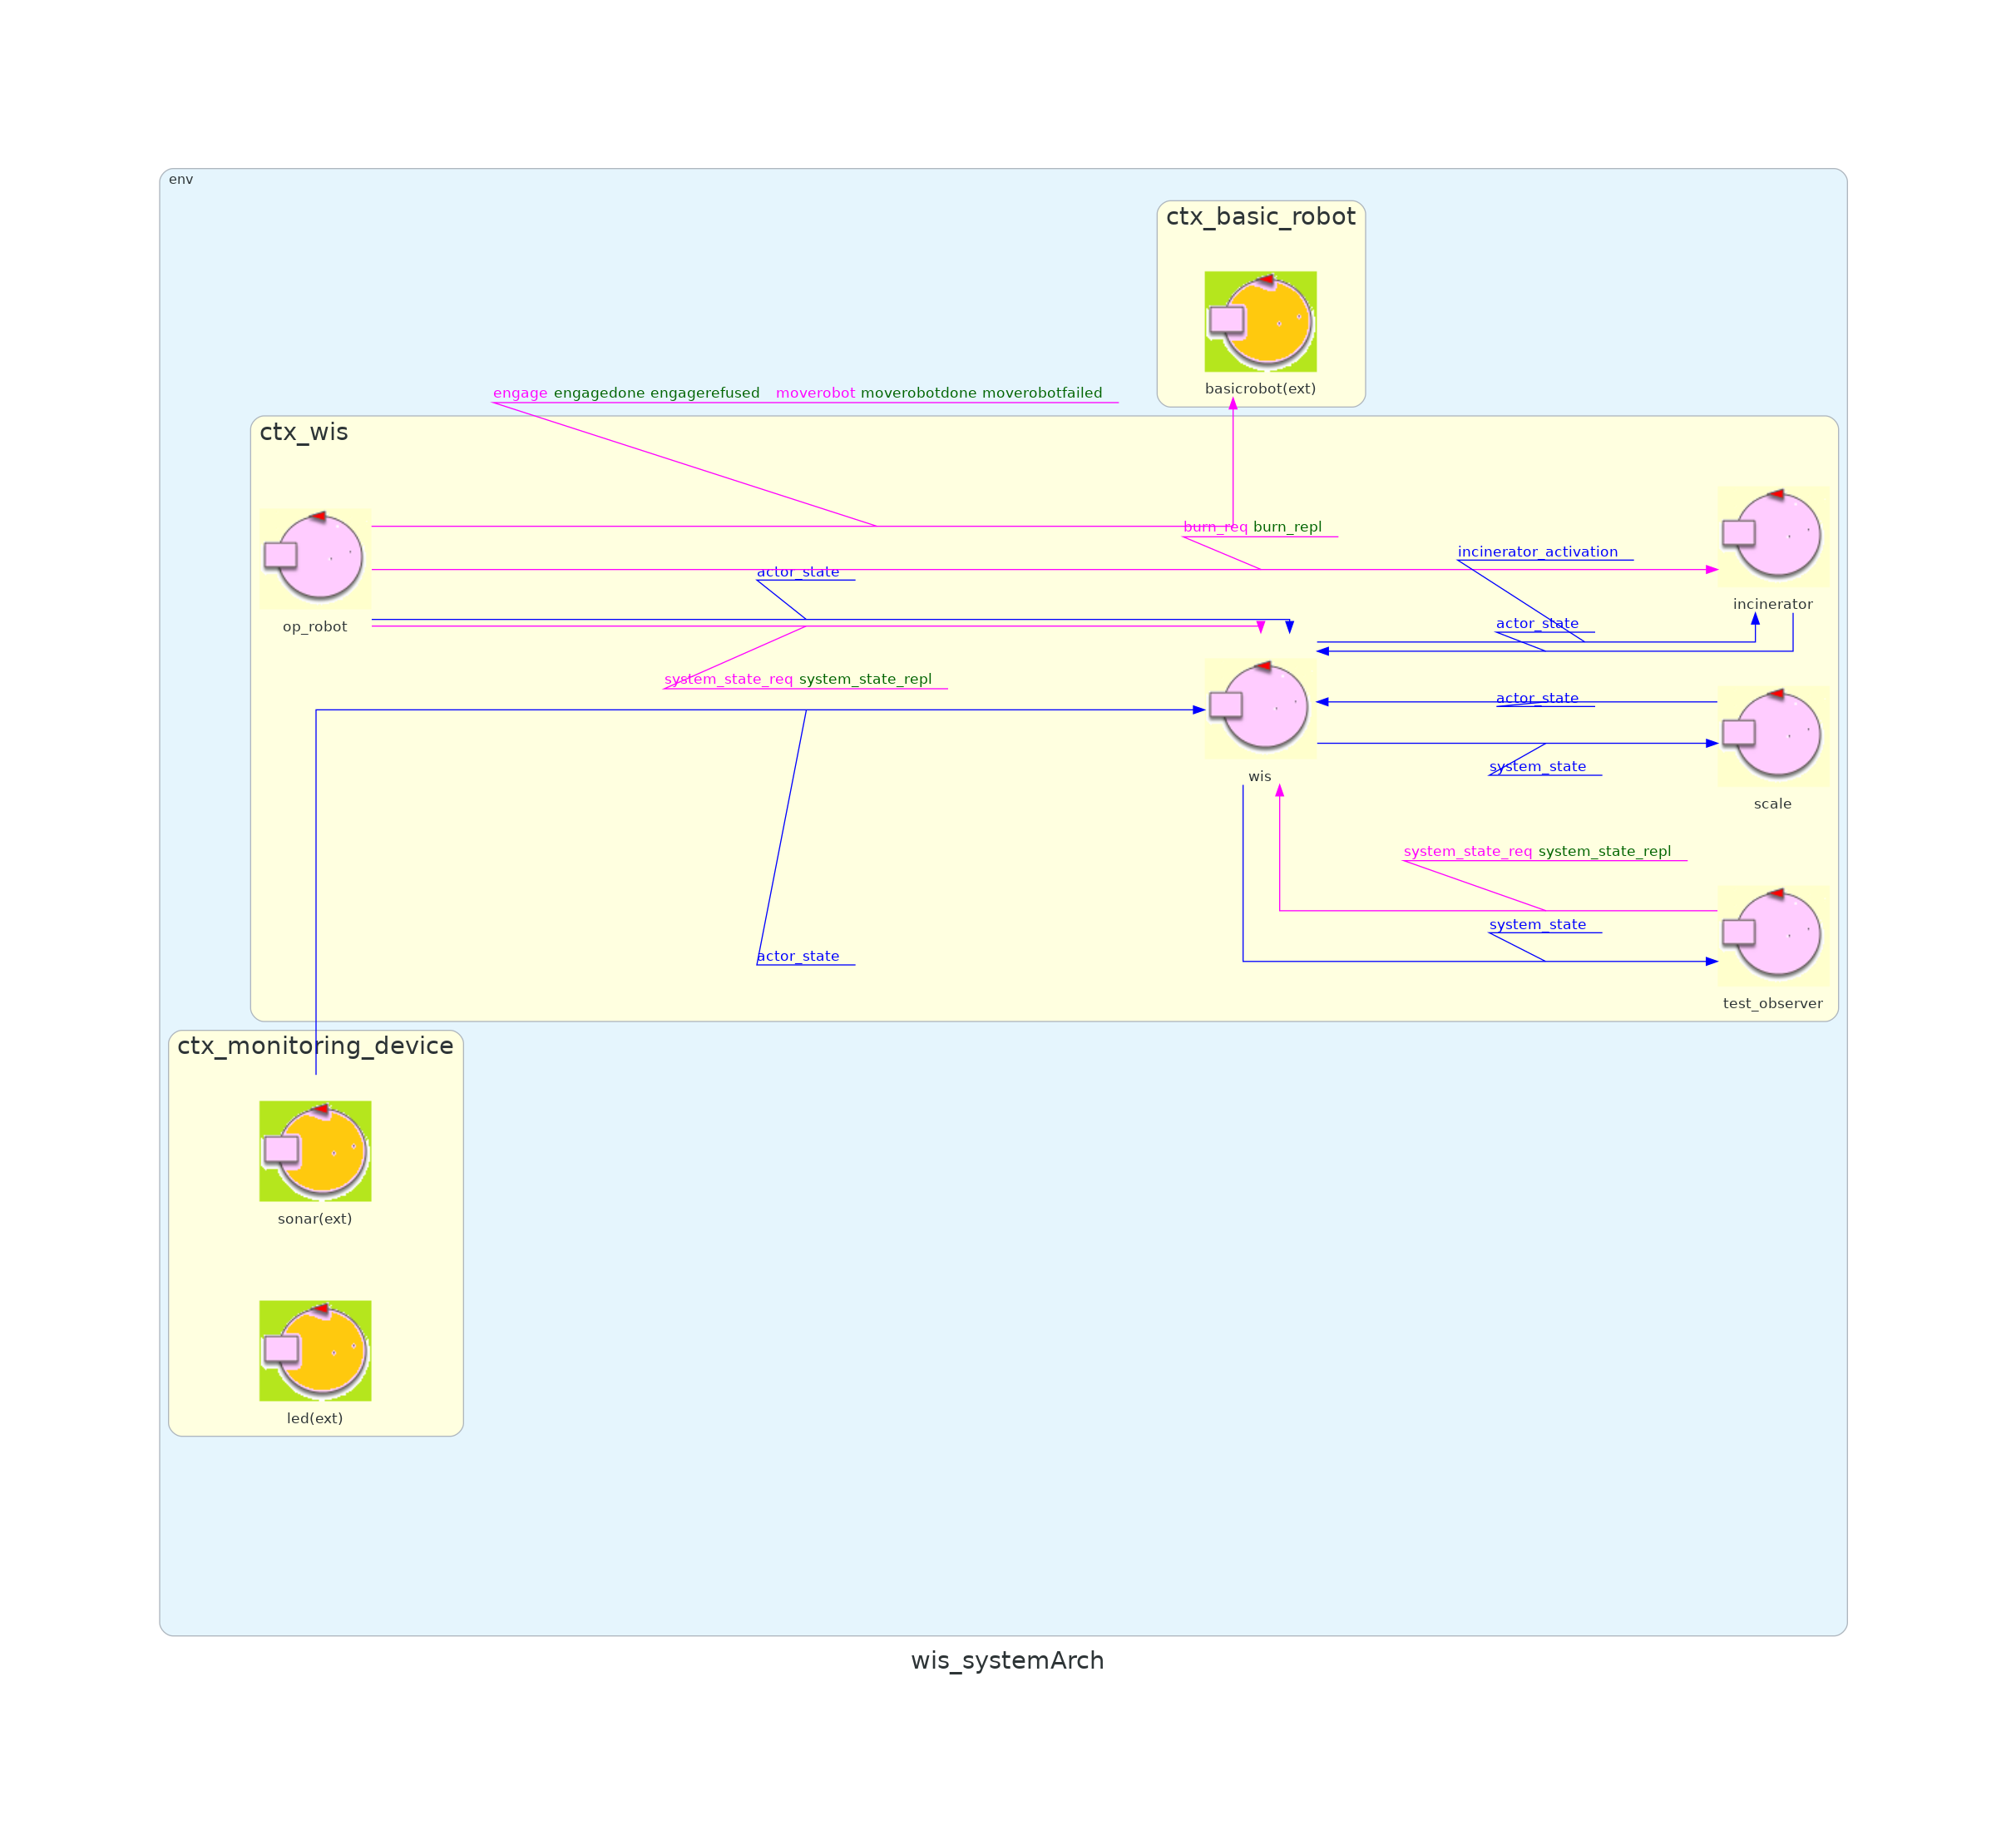 env
ctx_basic_robot
basicrobot(ext)
engage engagedone engagerefused moverobot moverobotdone moverobotfailed
ctx_wis
burn_req burn_repl
incinerator_activation
actor_state
incinerator
actor_state
op_robot
system_state_req system_state_repl
actor_state
system_state
wis
scale
system_state_req system_state_repl
system_state
actor_state
test_observer
ctx_monitoring_device
sonar(ext)
led(ext)
wis_systemArch